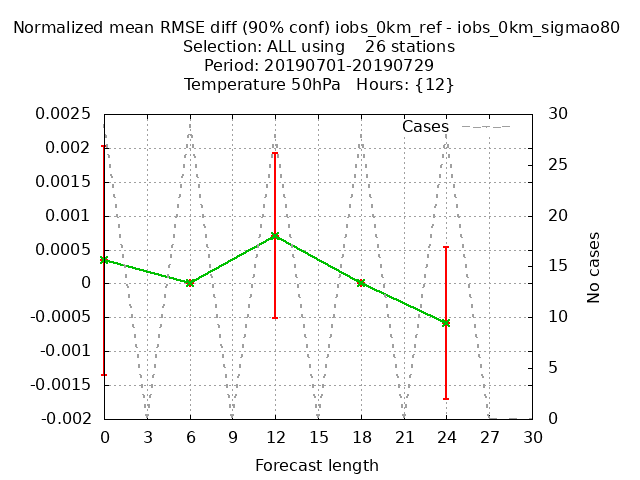 Normalized mean RMSE diff (90% conf) iobs_0km_ref - iobs_0km_sigmao80
Selection: ALL using    26 stations
Period: 20190701-20190729
Temperature 50hPa   Hours: {12}
Cases
0.0025
0.002
0.0015
0.001
0.0005
0
-0.0005
-0.001
-0.0015
-0.002
30
25
20
15
10
5
0
No cases
0 3 6 9 12 15 18 21 24 27 30
Forecast length